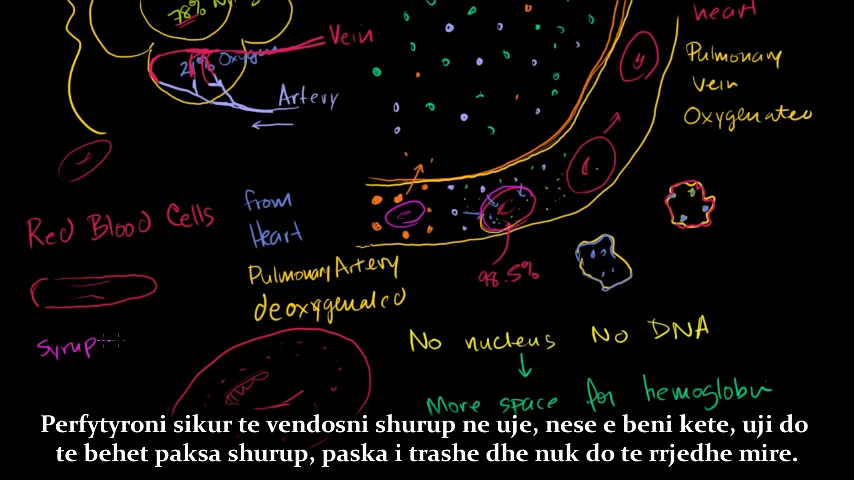 78%
Vein
21% Oxygen
Artery
heart
Pulmonary
vein
Oxygenated
Red Blood Cells
from
Heart
98.5%
Pulmonary Artery
deoxygenated
Syrup
No nucleus No DNA
More space for hemoglobin
Perfytyroni sikur te vendosni shurup ne uje, nese e beni kete, uji do
te behet paksa shurup, paska i trashe dhe nuk do te rrjedhe mire.